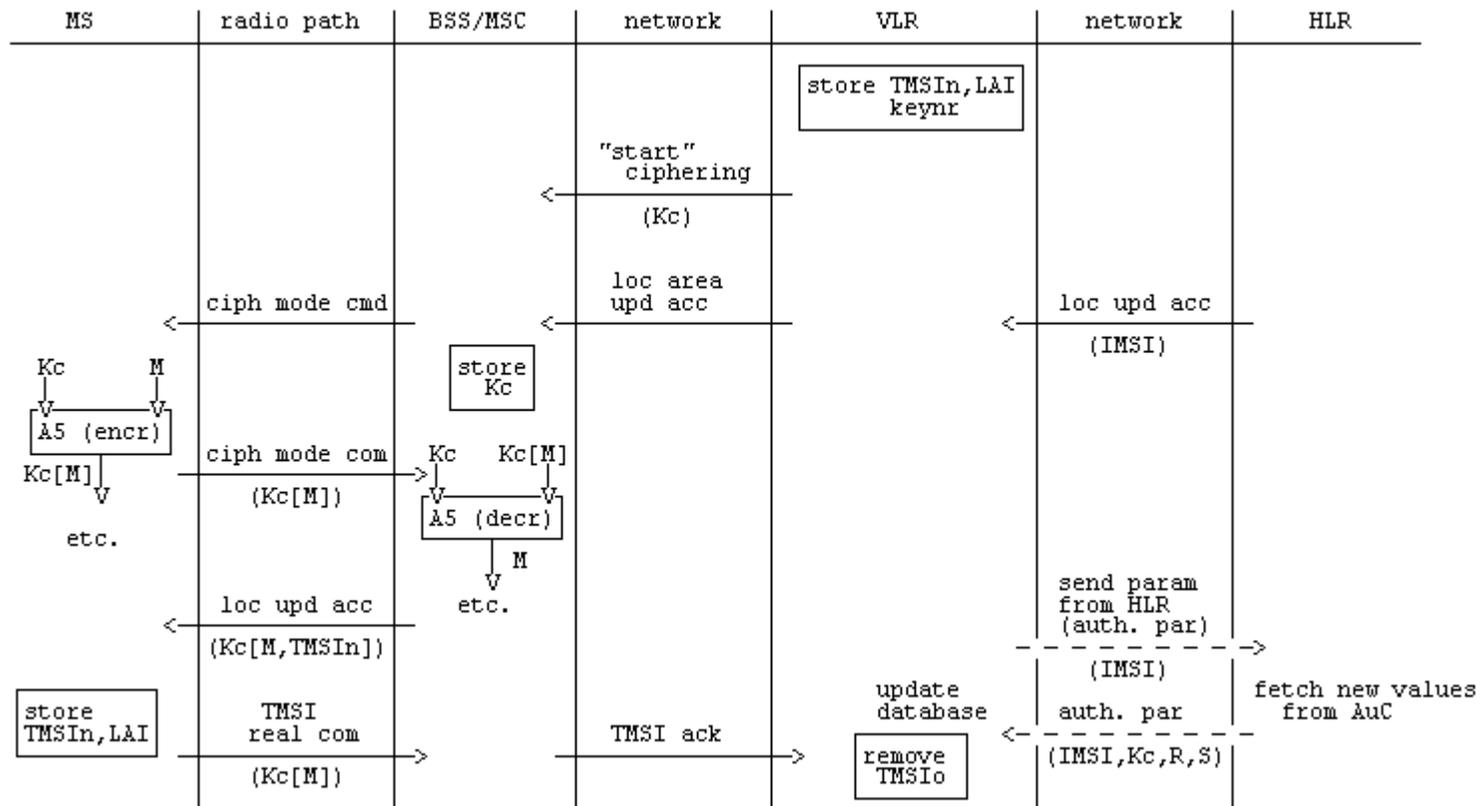 MS radio path BSS/MSC network VLR network HLR
store TMSIn,LAI
keynr
"start"
ciphering
(Kc)
loc area
upd acc
ciph mode cmd
loc upd acc
(IMSI)
Kc M
store
Kc
A5 (encr)
Kc[M]
ciph mode com
(Kc[M])
Kc Kc[M]
A5 (decr)
etc.
M
etc.
loc upd acc
(Kc[M,TMSIn])
send param
from HLR
(auth. par)
(IMSI)
store
TMSIn,LAI
TMSI
real com
(Kc[M])
TMSI ack
update
database
remove
TMSIo
auth. par
(IMSI,Kc,R,S)
fetch new values
from AuC